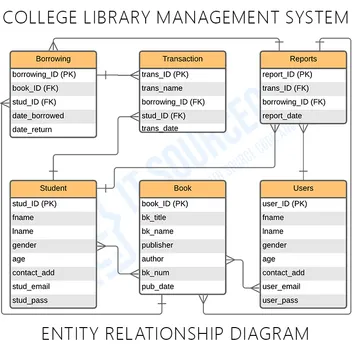 COLLEGE LIBRARY MANAGEMENT SYSTEM
Borrowing
borrowing_ID (PK)
book_ID (FK)
stud_ID (FK)
date_borrowed
date_return
Transaction
trans_ID (PK)
trans_name
borrowing_ID (FK)
stud_ID (FK)
trans_date
Reports
report_ID (PK)
trans_ID (FK)
borrowing_ID (FK)
report_date
Student
stud_ID (PK)
fname
lname
gender
age
contact_add
stud_email
stud_pass
Book
book_ID (PK)
bk_title
bk_name
publisher
author
bk_num
pub_date
Users
user_ID (PK)
fname
lname
gender
age
contact_add
user_email
user_pass
IT SOURCECODE
ENTITY RELATIONSHIP DIAGRAM